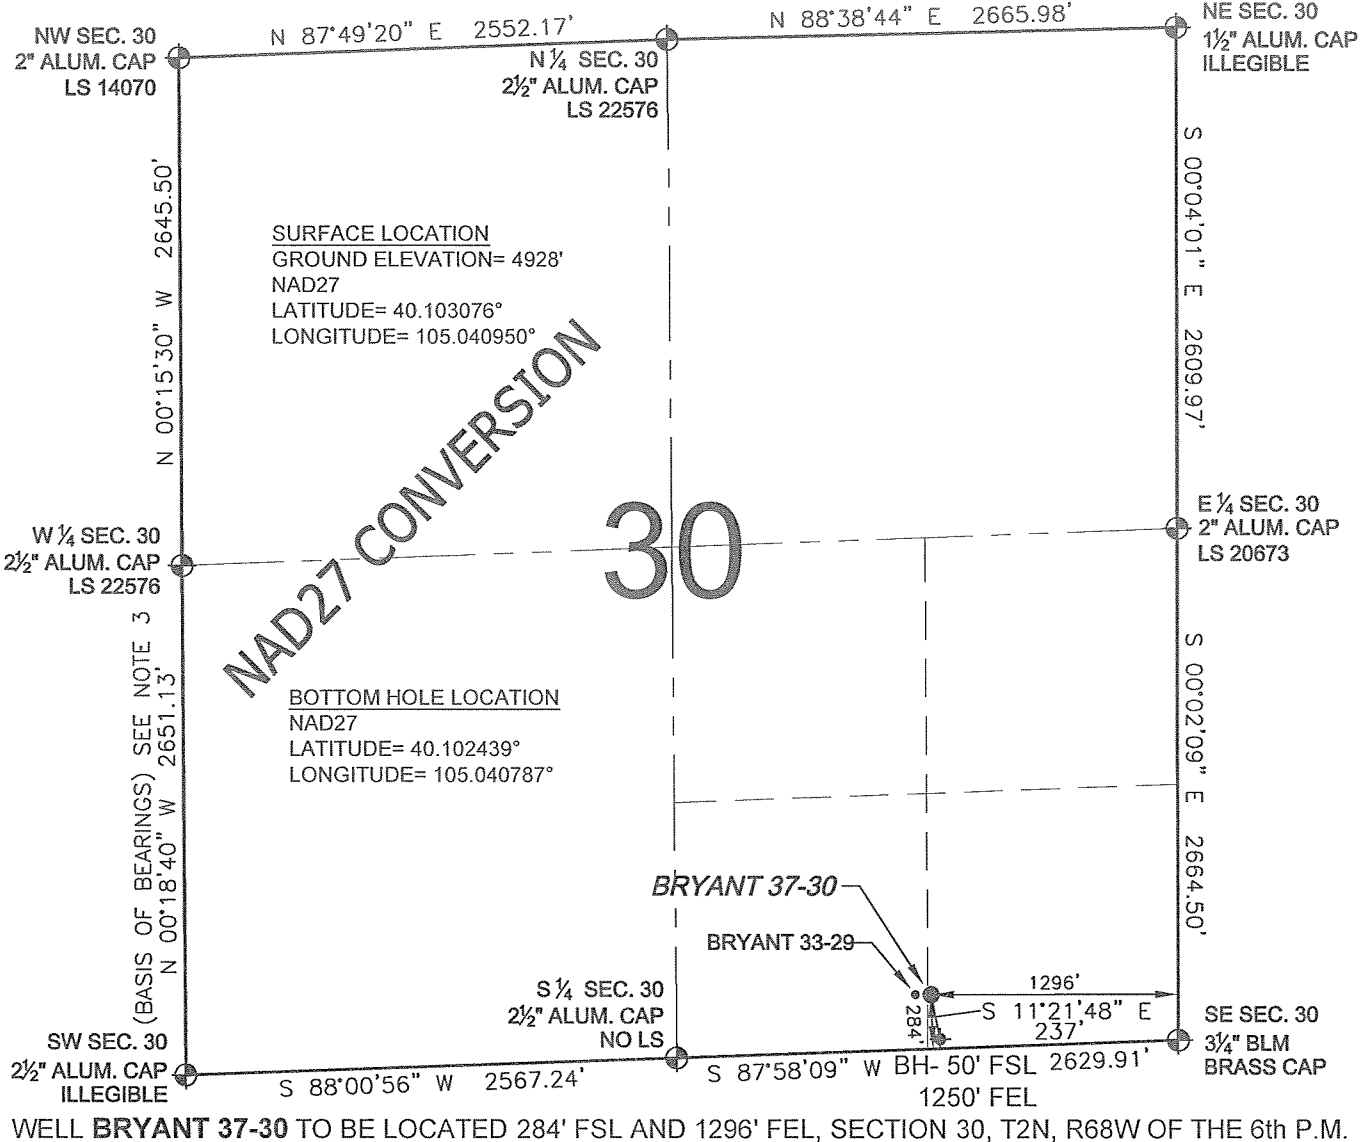 N 87°49'20" E 2552.17'
N 88°38'44" E 2665.98'
NW SEC. 30
2" ALUM. CAP
LS 14070
N ¼ SEC. 30
2½" ALUM. CAP
LS 22576
NE SEC. 30
1½" ALUM. CAP
ILLEGIBLE
N 00°15'30" W 2645.50'
S 00°04'01" E 2609.97'
SURFACE LOCATION
GROUND ELEVATION= 4928'
NAD27
LATITUDE= 40.103076°
LONGITUDE= 105.040950°
NAD27 CONVERSION
30
W ¼ SEC. 30
2½" ALUM. CAP
LS 22576
E ¼ SEC. 30
2" ALUM. CAP
LS 20673
(BASIS OF BEARINGS) SEE NOTE 3
N 00°18'40" W 2651.13'
S 00°02'09" E 2664.50'
BOTTOM HOLE LOCATION
NAD27
LATITUDE= 40.102439°
LONGITUDE= 105.040787°
BRYANT 37-30
BRYANT 33-29
1296'
284'
S 11°21'48" E
237'
S ¼ SEC. 30
2½" ALUM. CAP
NO LS
SW SEC. 30
2½" ALUM. CAP
ILLEGIBLE
SE SEC. 30
3¼" BLM
BRASS CAP
S 88°00'56" W 2567.24'
S 87°58'09" W 2629.91'
BH- 50' FSL
1250' FEL
WELL BRYANT 37-30 TO BE LOCATED 284' FSL AND 1296' FEL, SECTION 30, T2N, R68W OF THE 6th P.M.